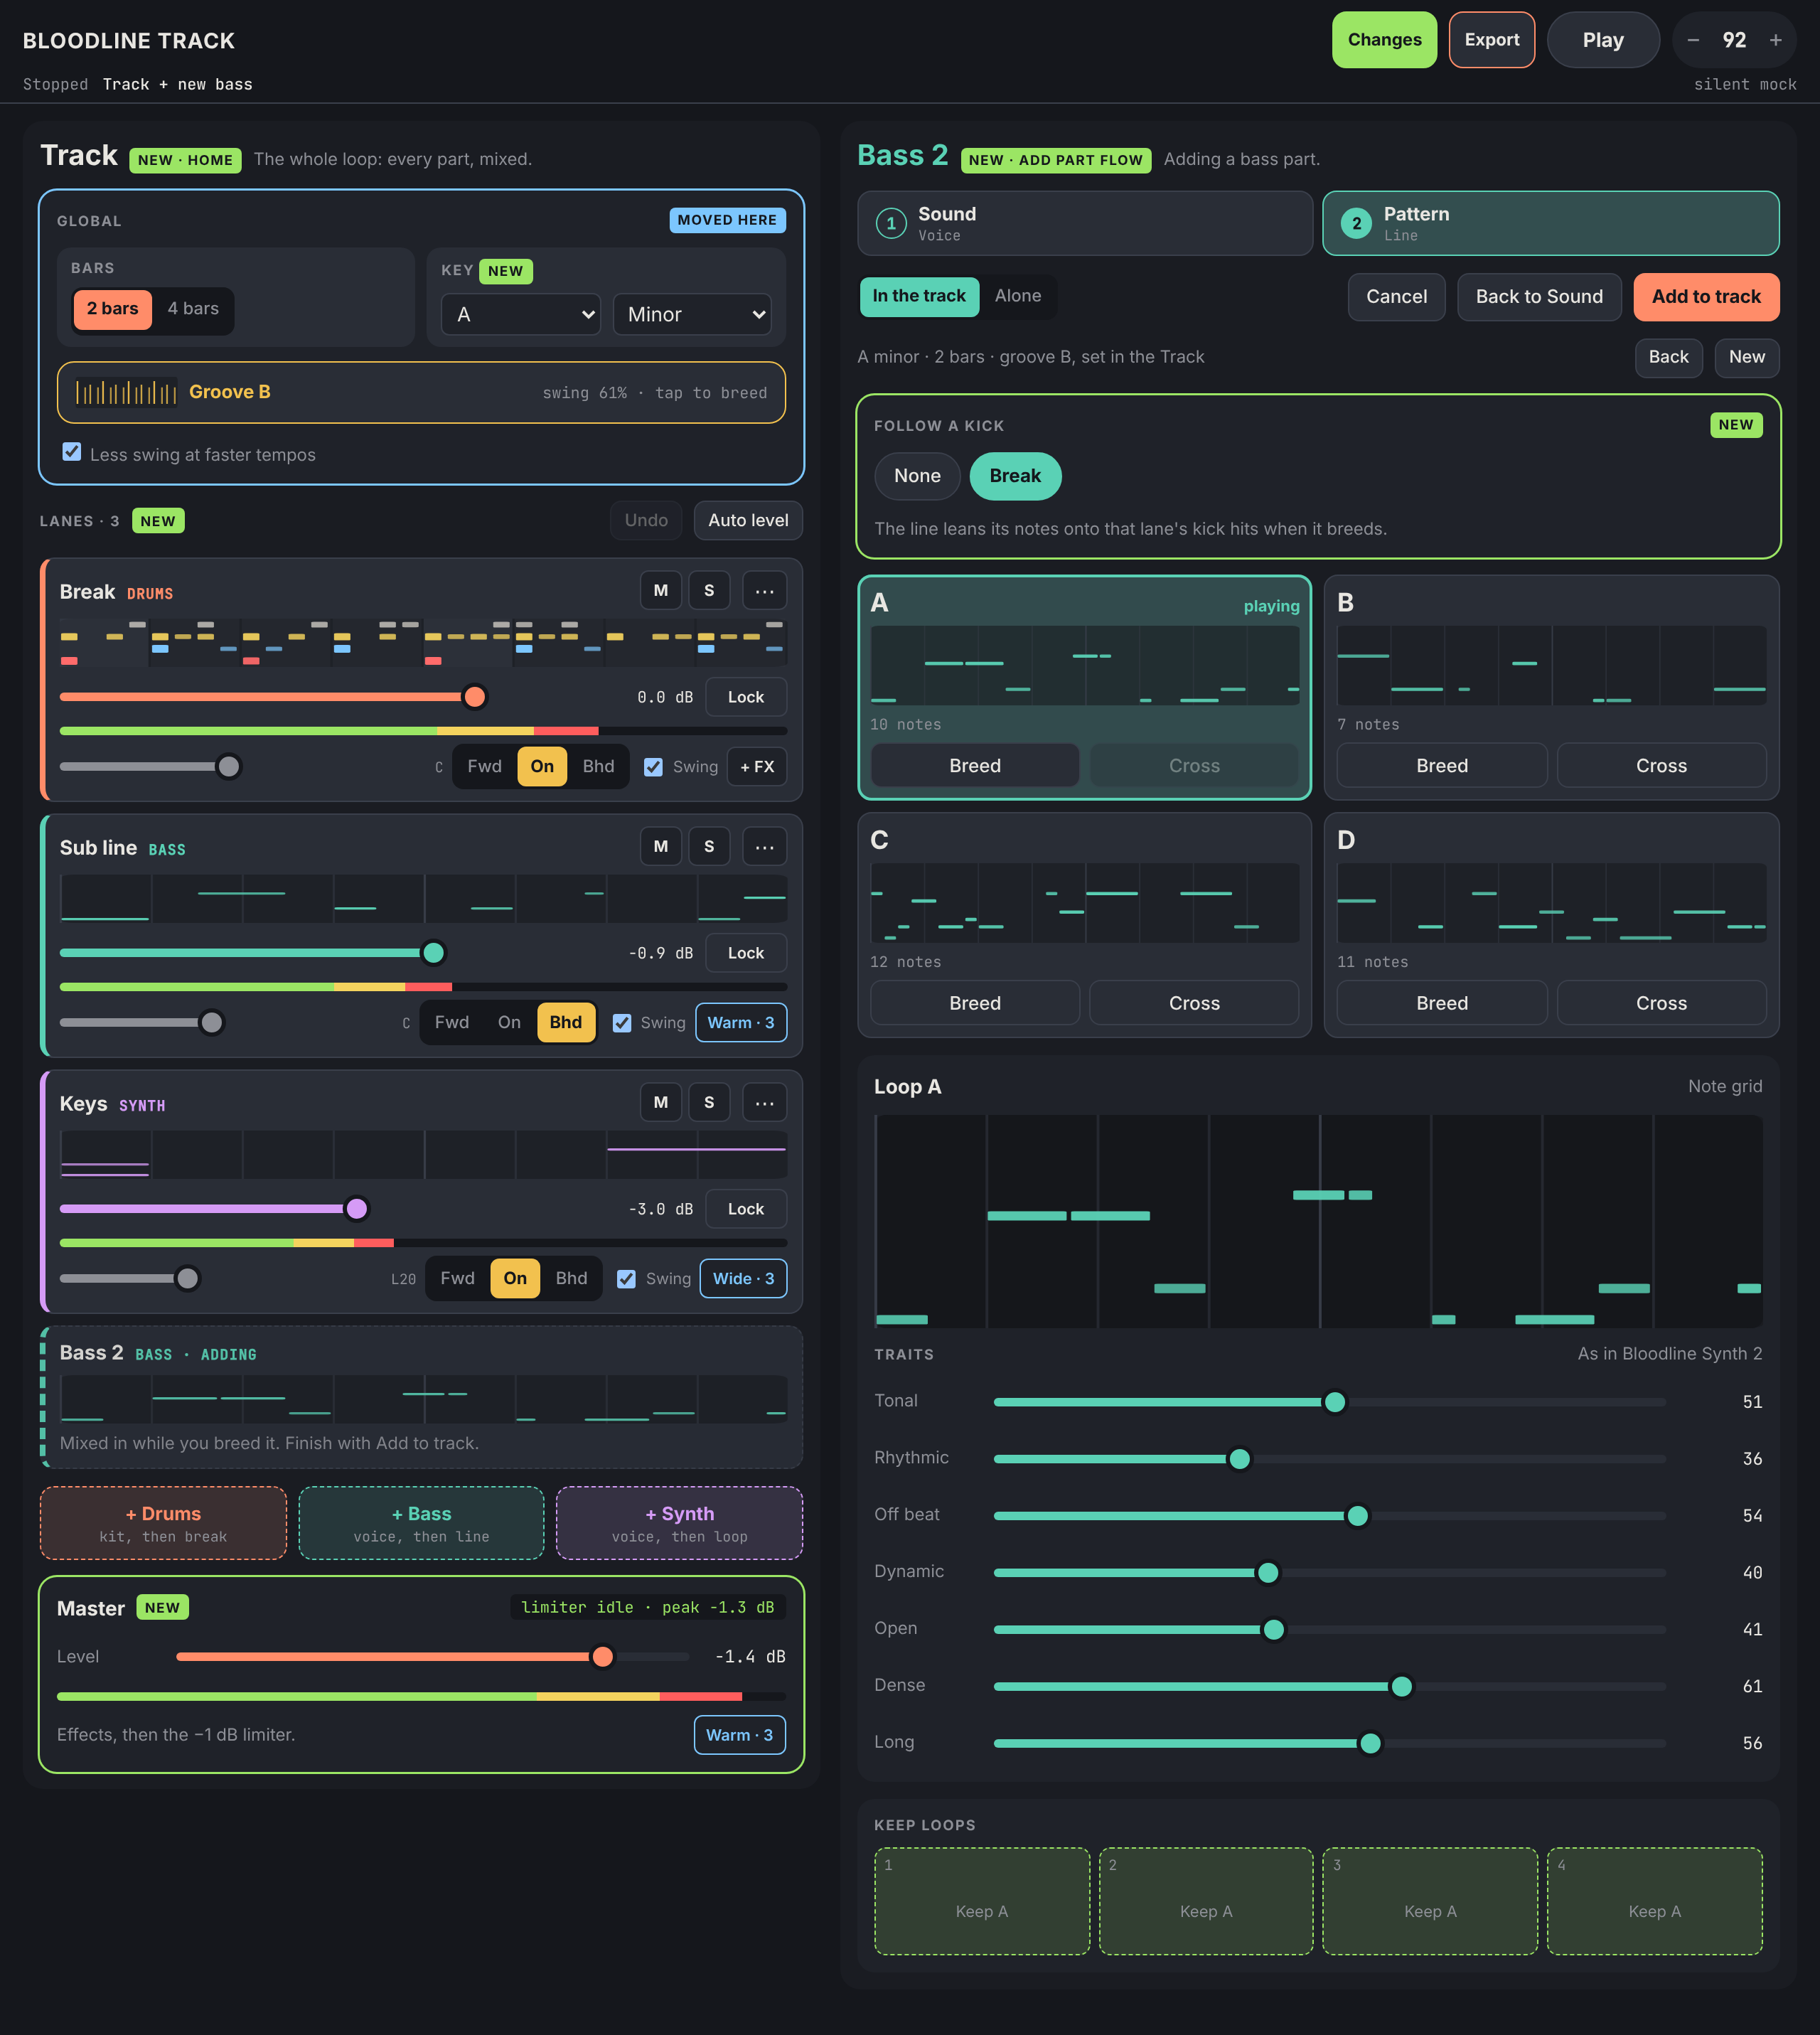 BLOODLINE TRACK
Changes
Export
Play
− 92 +
Stopped Track + new bass
silent mock
Track NEW · HOME The whole loop: every part, mixed.
GLOBAL
MOVED HERE
BARS
2 bars 4 bars
KEY NEW
A
Minor
Groove B
swing 61% · tap to breed
Less swing at faster tempos
LANES · 3 NEW
Undo
Auto level
Break DRUMS
M S ...
0.0 dB
Lock
C
Fwd On Bhd
Swing
+ FX
Sub line BASS
M S ...
-0.9 dB
Lock
C
Fwd On Bhd
Swing
Warm · 3
Keys SYNTH
M S ...
-3.0 dB
Lock
L20
Fwd On Bhd
Swing
Wide · 3
Bass 2 BASS · ADDING
Mixed in while you breed it. Finish with Add to track.
+ Drums
kit, then break
+ Bass
voice, then line
+ Synth
voice, then loop
Master NEW
limiter idle · peak -1.3 dB
Level
-1.4 dB
Effects, then the −1 dB limiter.
Warm · 3
Bass 2 NEW · ADD PART FLOW Adding a bass part.
1 Sound
Voice
2 Pattern
Line
In the track Alone
Cancel
Back to Sound
Add to track
A minor · 2 bars · groove B, set in the Track
Back
New
FOLLOW A KICK
NEW
None
Break
The line leans its notes onto that lane's kick hits when it breeds.
A
playing
10 notes
Breed
Cross
B
7 notes
Breed
Cross
C
12 notes
Breed
Cross
D
11 notes
Breed
Cross
Loop A
Note grid
TRAITS
As in Bloodline Synth 2
Tonal 51
Rhythmic 36
Off beat 54
Dynamic 40
Open 41
Dense 61
Long 56
KEEP LOOPS
1
Keep A
2
Keep A
3
Keep A
4
Keep A